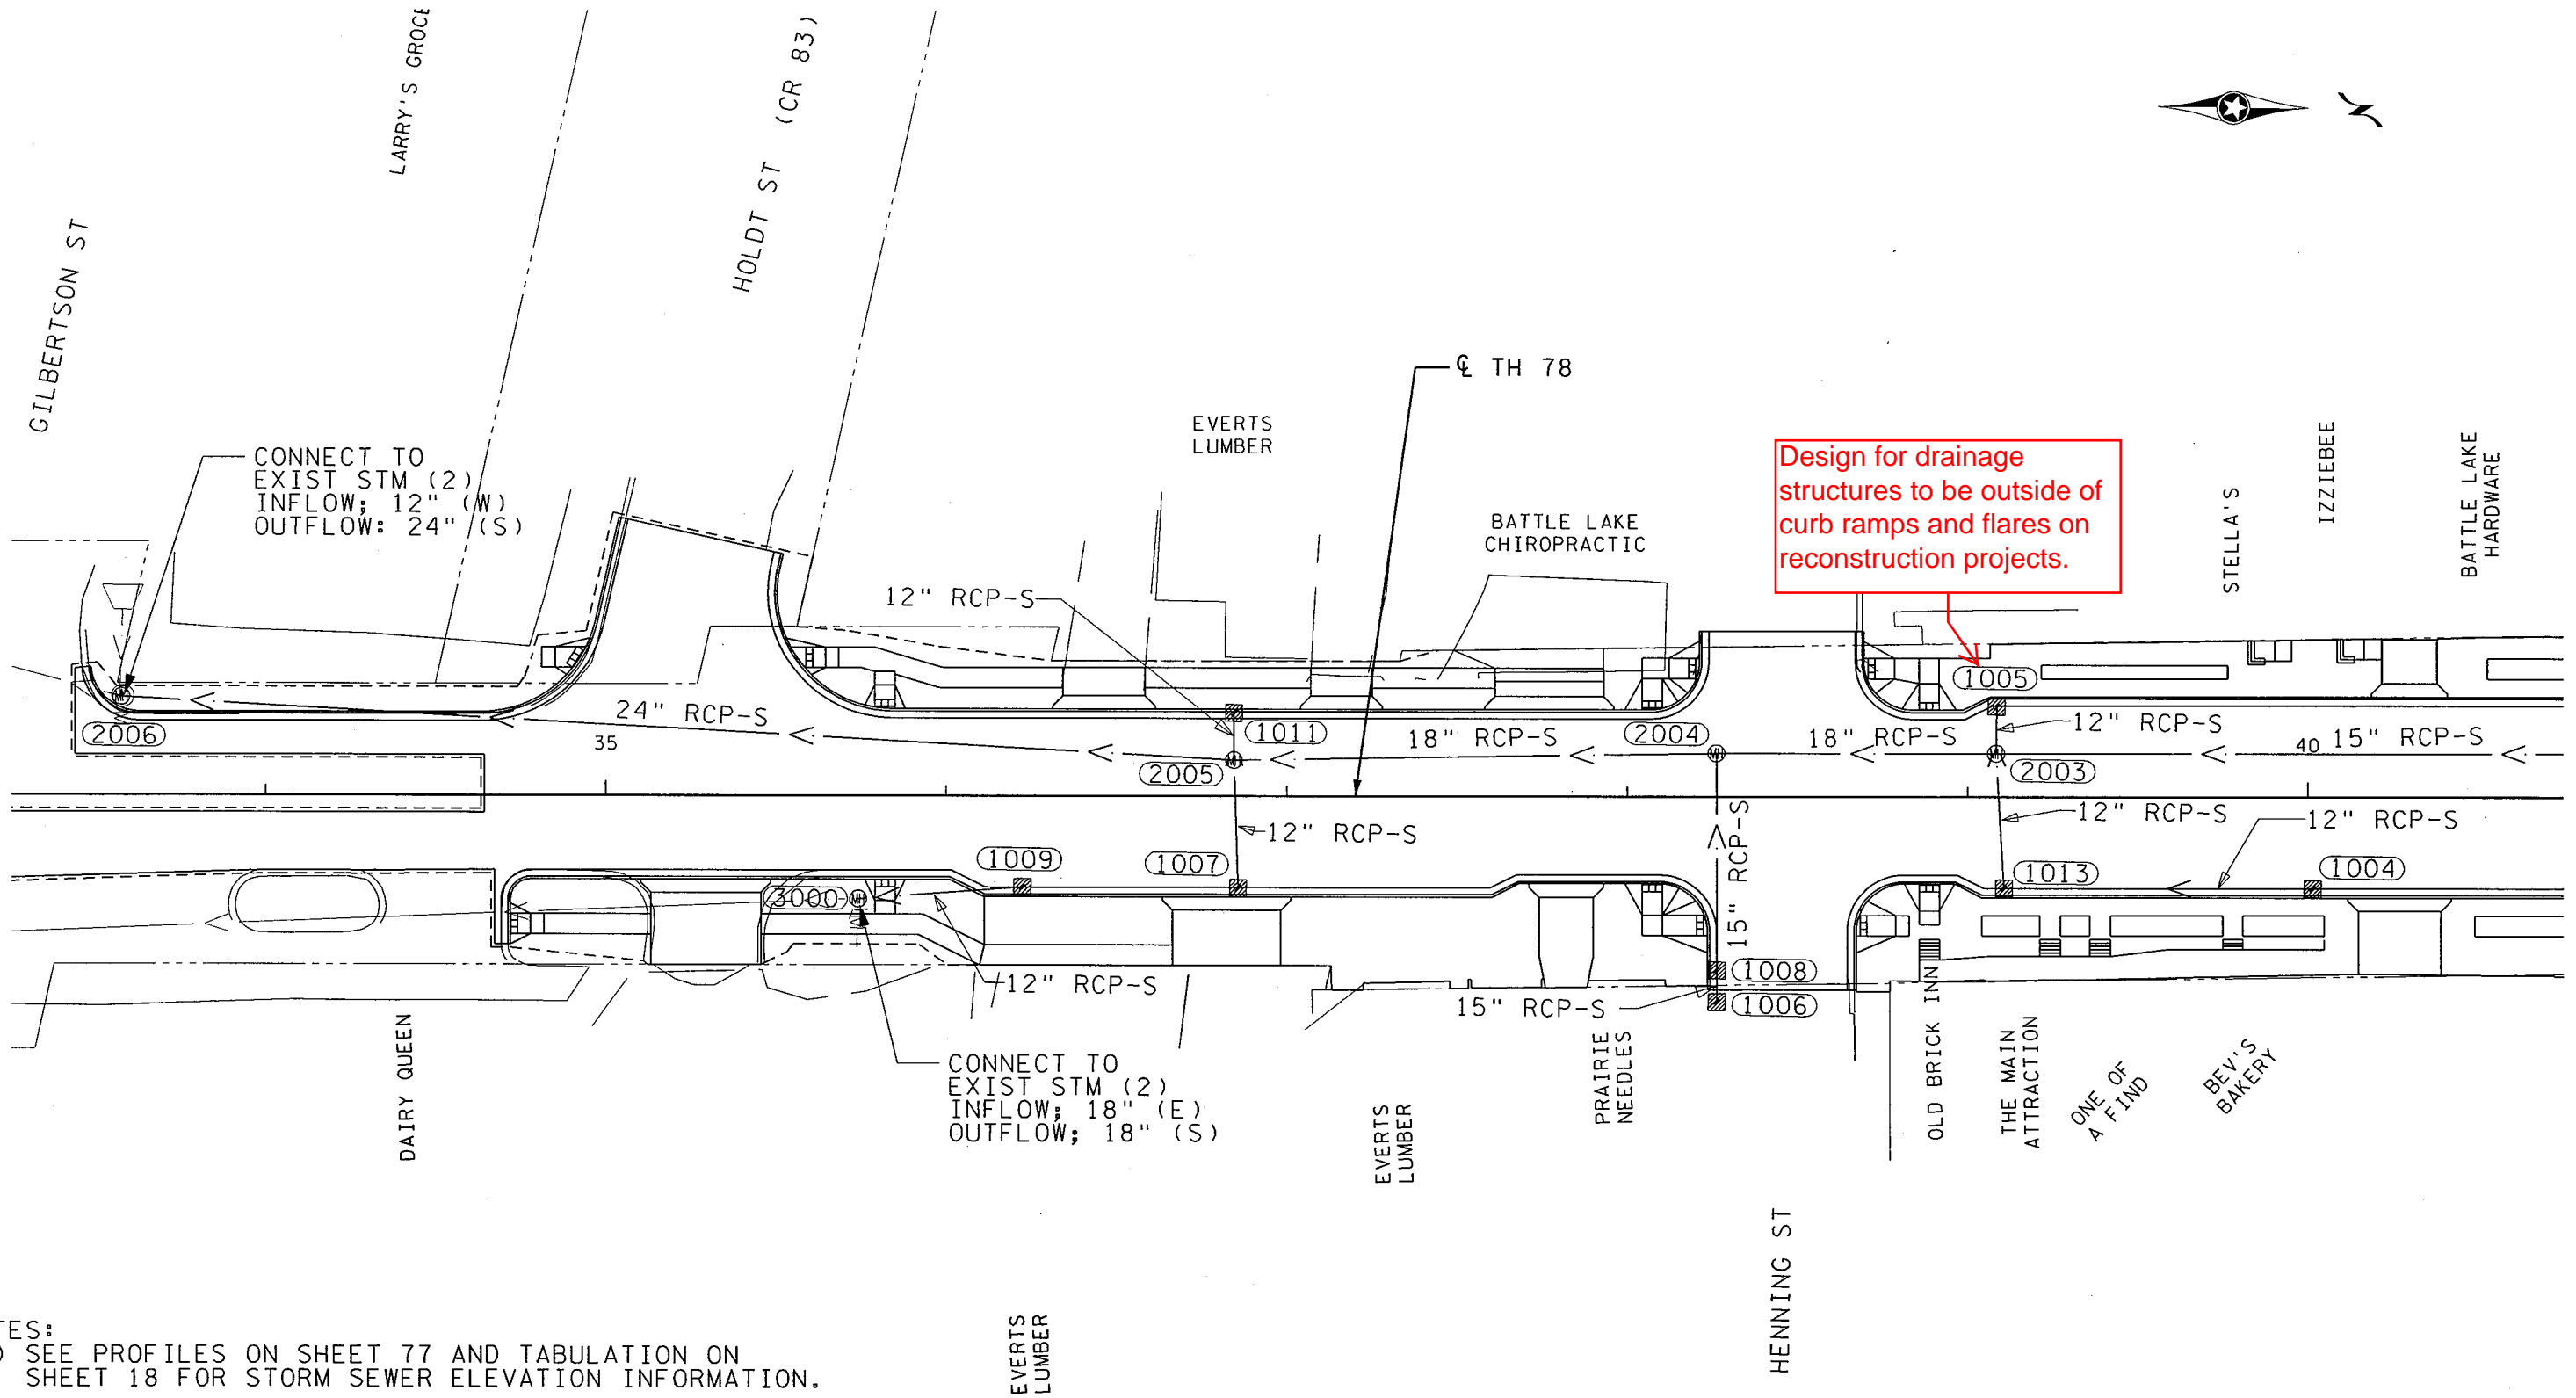 LARRY'S GROCE
HOLDT ST (CR 83)
GILBERTSON ST
N
℄ TH 78
EVERTS
LUMBER
CONNECT TO
EXIST STM (2)
INFLOW; 12" (W)
OUTFLOW: 24" (S)
Design for drainage
structures to be outside of
curb ramps and flares on
reconstruction projects.
STELLA'S
IZZIEBEE
BATTLE LAKE
HARDWARE
BATTLE LAKE
CHIROPRACTIC
12" RCP-S
1005
24" RCP-S
2006
35
1011
18" RCP-S
2004
18" RCP-S
12" RCP-S
40
15" RCP-S
2005
2003
12" RCP-S
15" RCP-S
12" RCP-S
12" RCP-S
1009
1007
1013
1004
3000
12" RCP-S
1008
15" RCP-S
1006
DAIRY QUEEN
CONNECT TO
EXIST STM (2)
INFLOW; 18" (E)
OUTFLOW; 18" (S)
EVERTS
LUMBER
PRAIRIE
NEEDLES
OLD BRICK INN
THE MAIN
ATTRACTION
ONE OF
A FIND
BEV'S
BAKERY
HENNING ST
EVERTS
LUMBER
TES:
) SEE PROFILES ON SHEET 77 AND TABULATION ON
SHEET 18 FOR STORM SEWER ELEVATION INFORMATION.